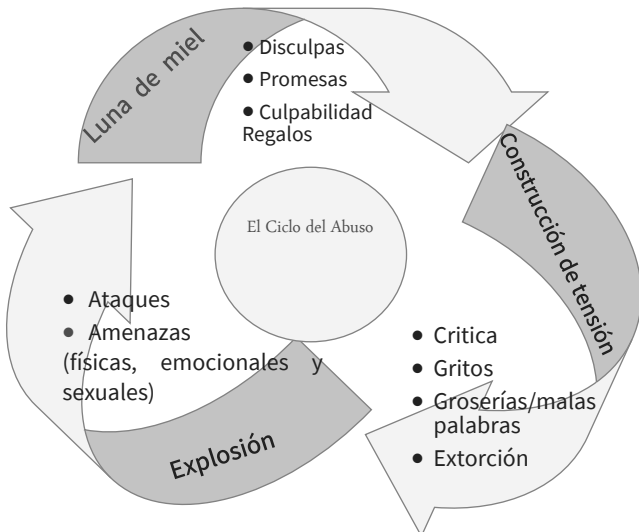 Luna de miel
● Disculpas
● Promesas
● Culpabilidad
Regalos
Construcción de tensión
El Ciclo del Abuso
● Critica
● Gritos
● Groserías/malas
palabras
● Extorción
Explosión
● Ataques
● Amenazas
(físicas, emocionales y
sexuales)